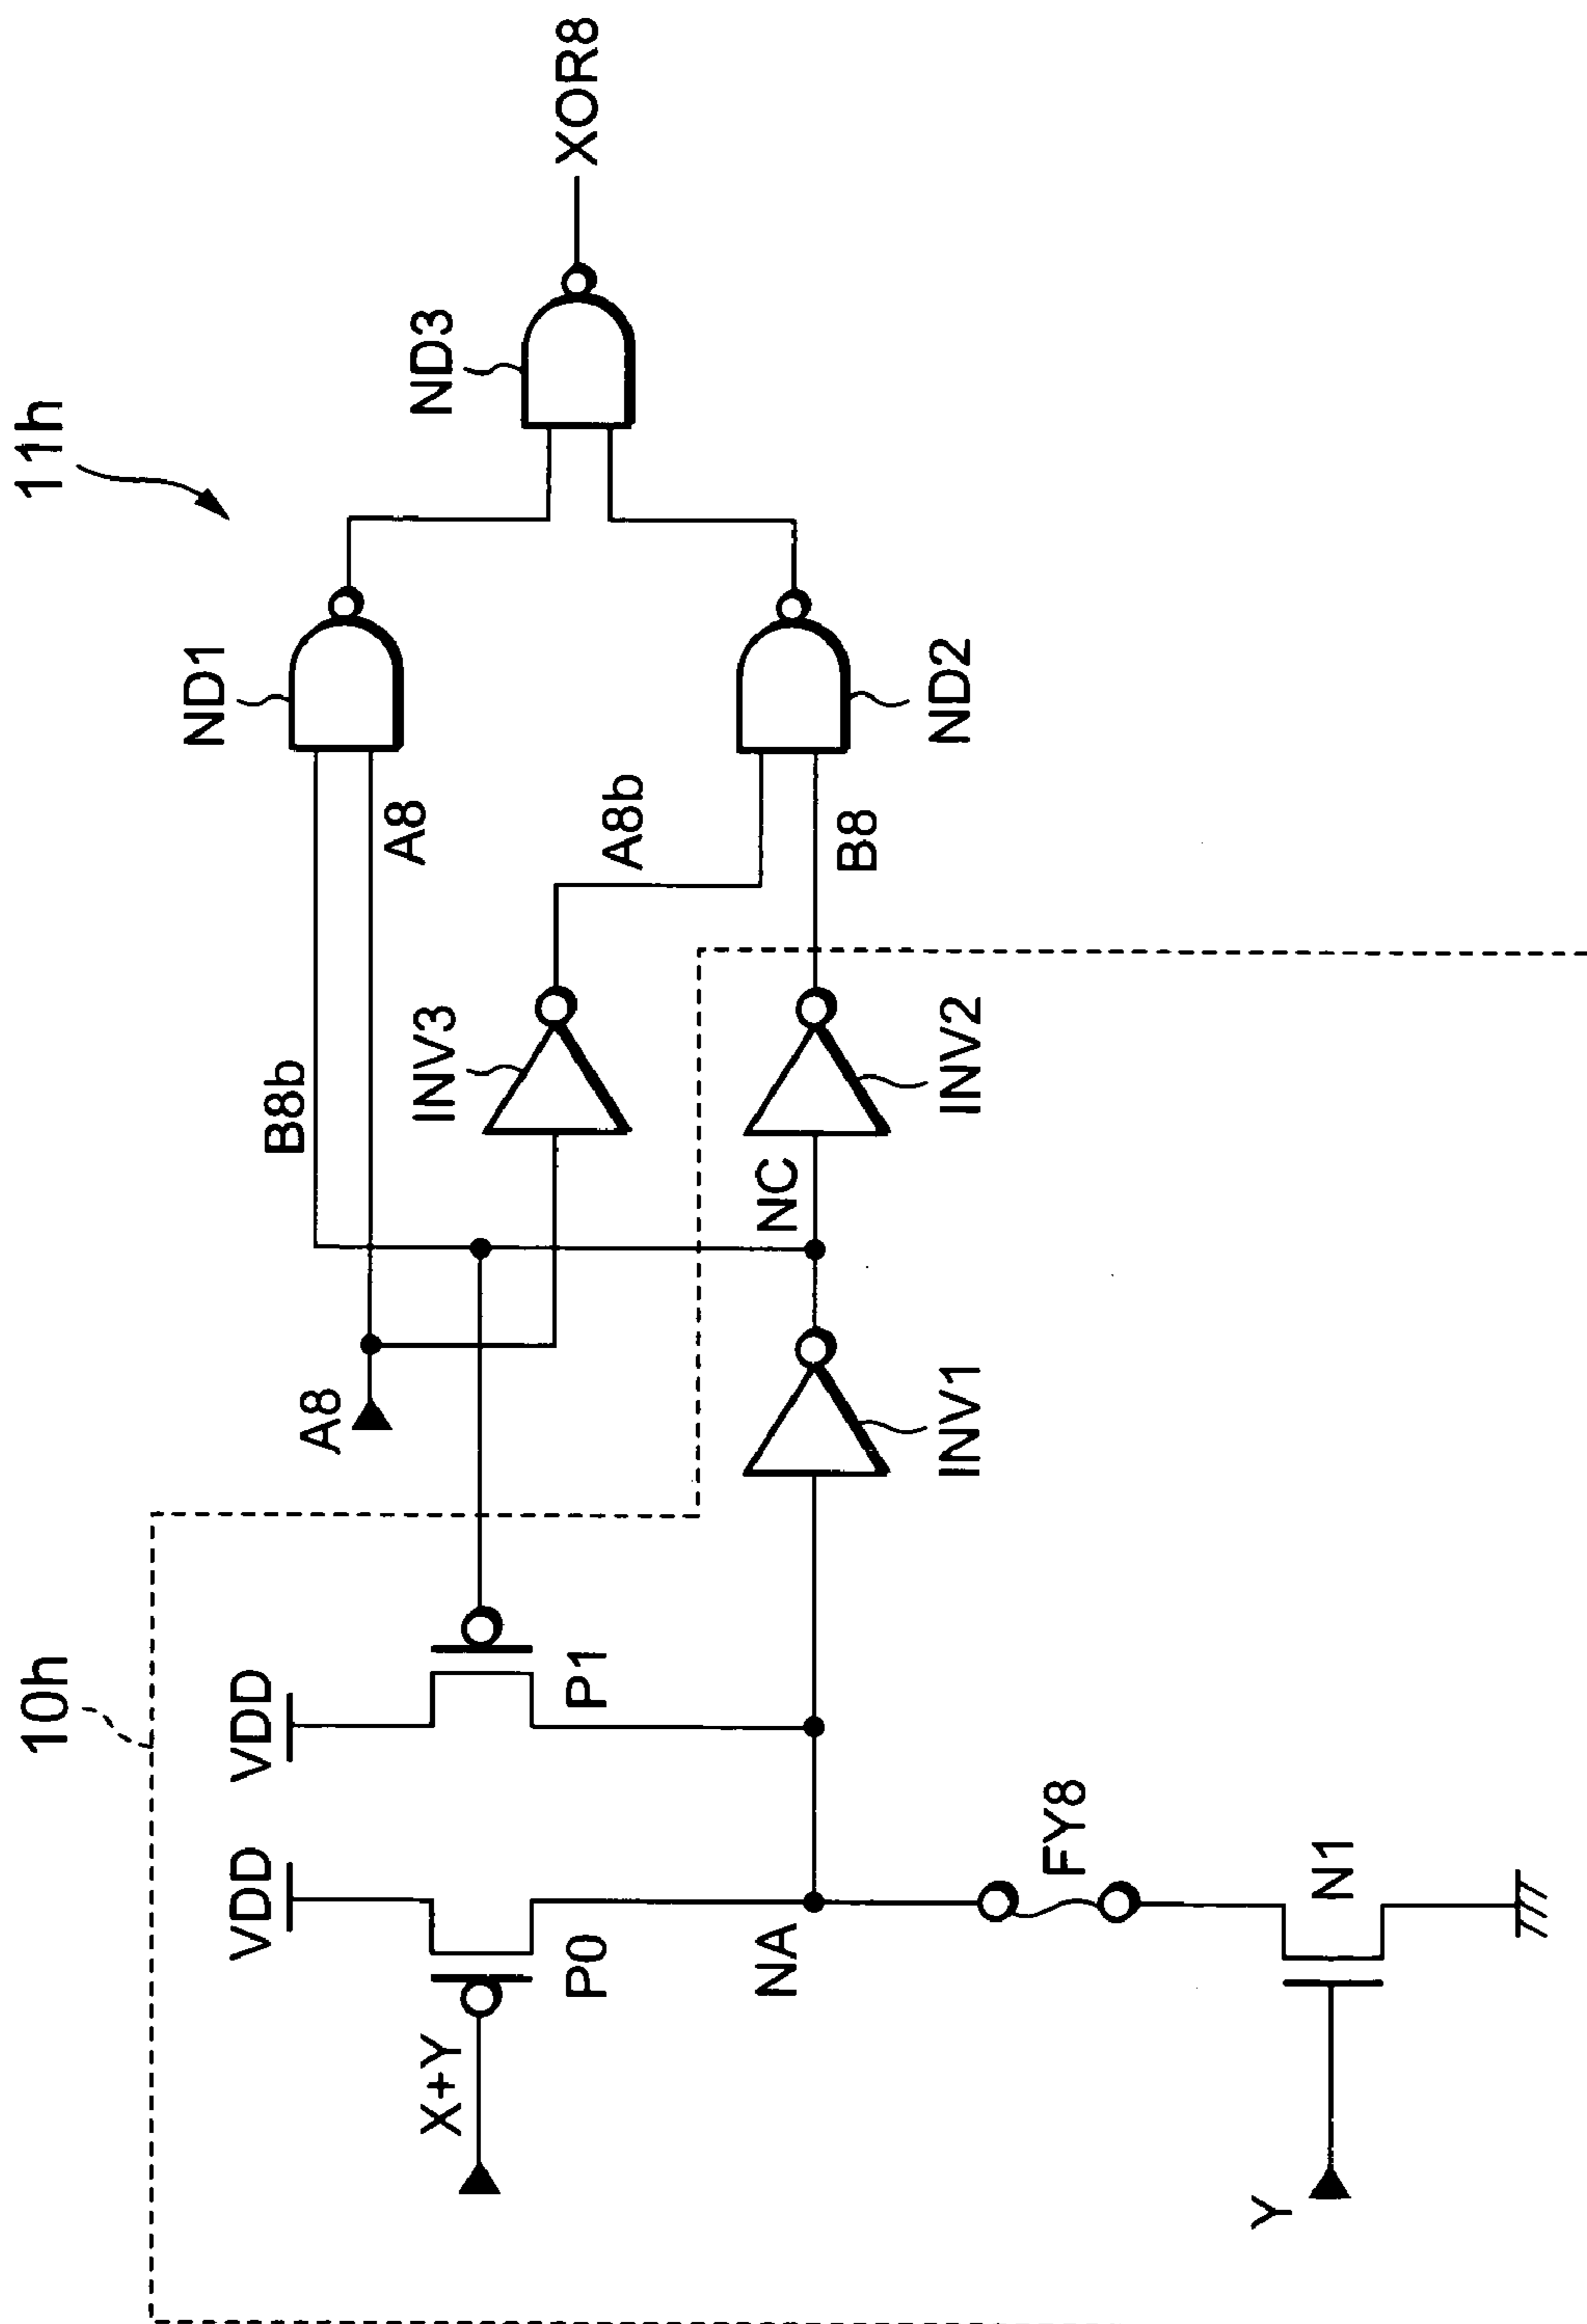 10h
11h
VDD
VDD
X+Y
P0
P1
NA
FY8
Y
N1
A8
B8b
A8
INV3
A8b
INV1
NC
INV2
B8
ND1
ND2
ND3
XOR8